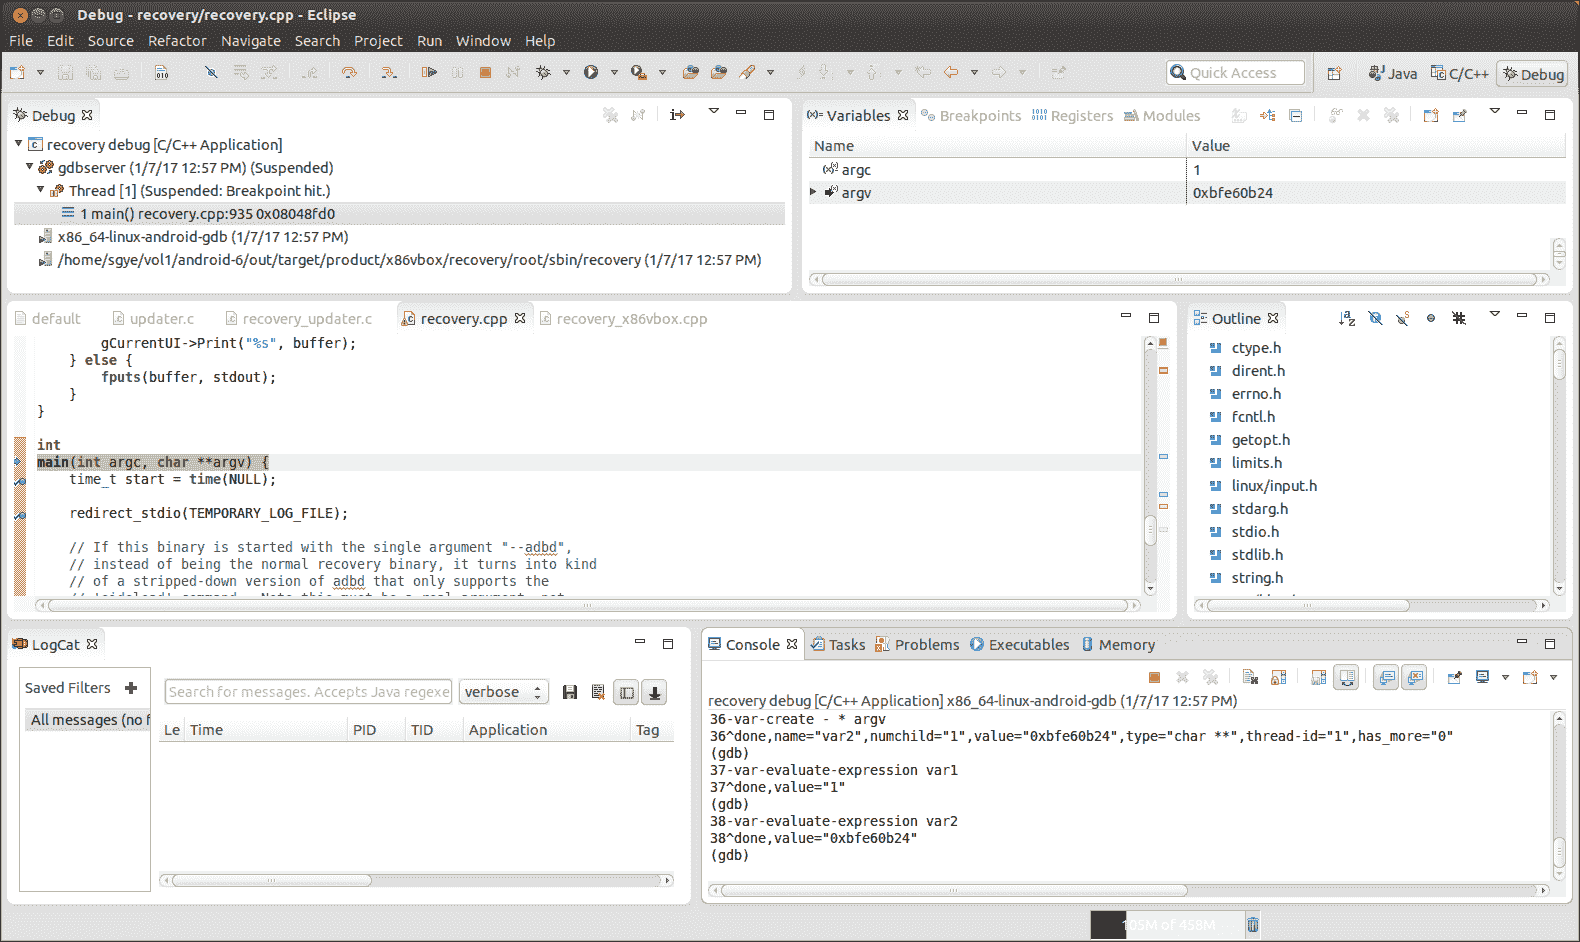 Debug - recovery/recovery.cpp - Eclipse
File Edit Source Refactor Navigate Search Project Run Window Help
Quick Access
Java
C/C++
Debug
Debug
recovery debug [C/C++ Application]
gdbserver (1/7/17 12:57 PM) (Suspended)
Thread [1] (Suspended: Breakpoint hit.)
1 main() recovery.cpp:935 0x08048fd0
x86_64-linux-android-gdb (1/7/17 12:57 PM)
/home/sgye/vol1/android-6/out/target/product/x86vbox/recovery/root/sbin/recovery (1/7/17 12:57 PM)
(x)= Variables Breakpoints Registers Modules
Name Value
argc 1
argv 0xbfe60b24
default updater.c recovery_updater.c recovery.cpp recovery_x86vbox.cpp
gCurrentUI->Print("%s", buffer);
} else {
fputs(buffer, stdout);
}
}
int
main(int argc, char **argv) {
time_t start = time(NULL);
redirect_stdio(TEMPORARY_LOG_FILE);
// If this binary is started with the single argument "--adbd",
// instead of being the normal recovery binary, it turns into kind
// of a stripped-down version of adbd that only supports the
Outline
ctype.h
dirent.h
errno.h
fcntl.h
getopt.h
limits.h
linux/input.h
stdarg.h
stdio.h
stdlib.h
string.h
LogCat
Saved Filters
All messages (no f
Search for messages. Accepts Java regexe
verbose
Le Time PID TID Application Tag
Console Tasks Problems Executables Memory
recovery debug [C/C++ Application] x86_64-linux-android-gdb (1/7/17 12:57 PM)
36-var-create - * argv
36^done,name="var2",numchild="1",value="0xbfe60b24",type="char **",thread-id="1",has_more="0"
(gdb)
37-var-evaluate-expression var1
37^done,value="1"
(gdb)
38-var-evaluate-expression var2
38^done,value="0xbfe60b24"
(gdb)
105M of 458M